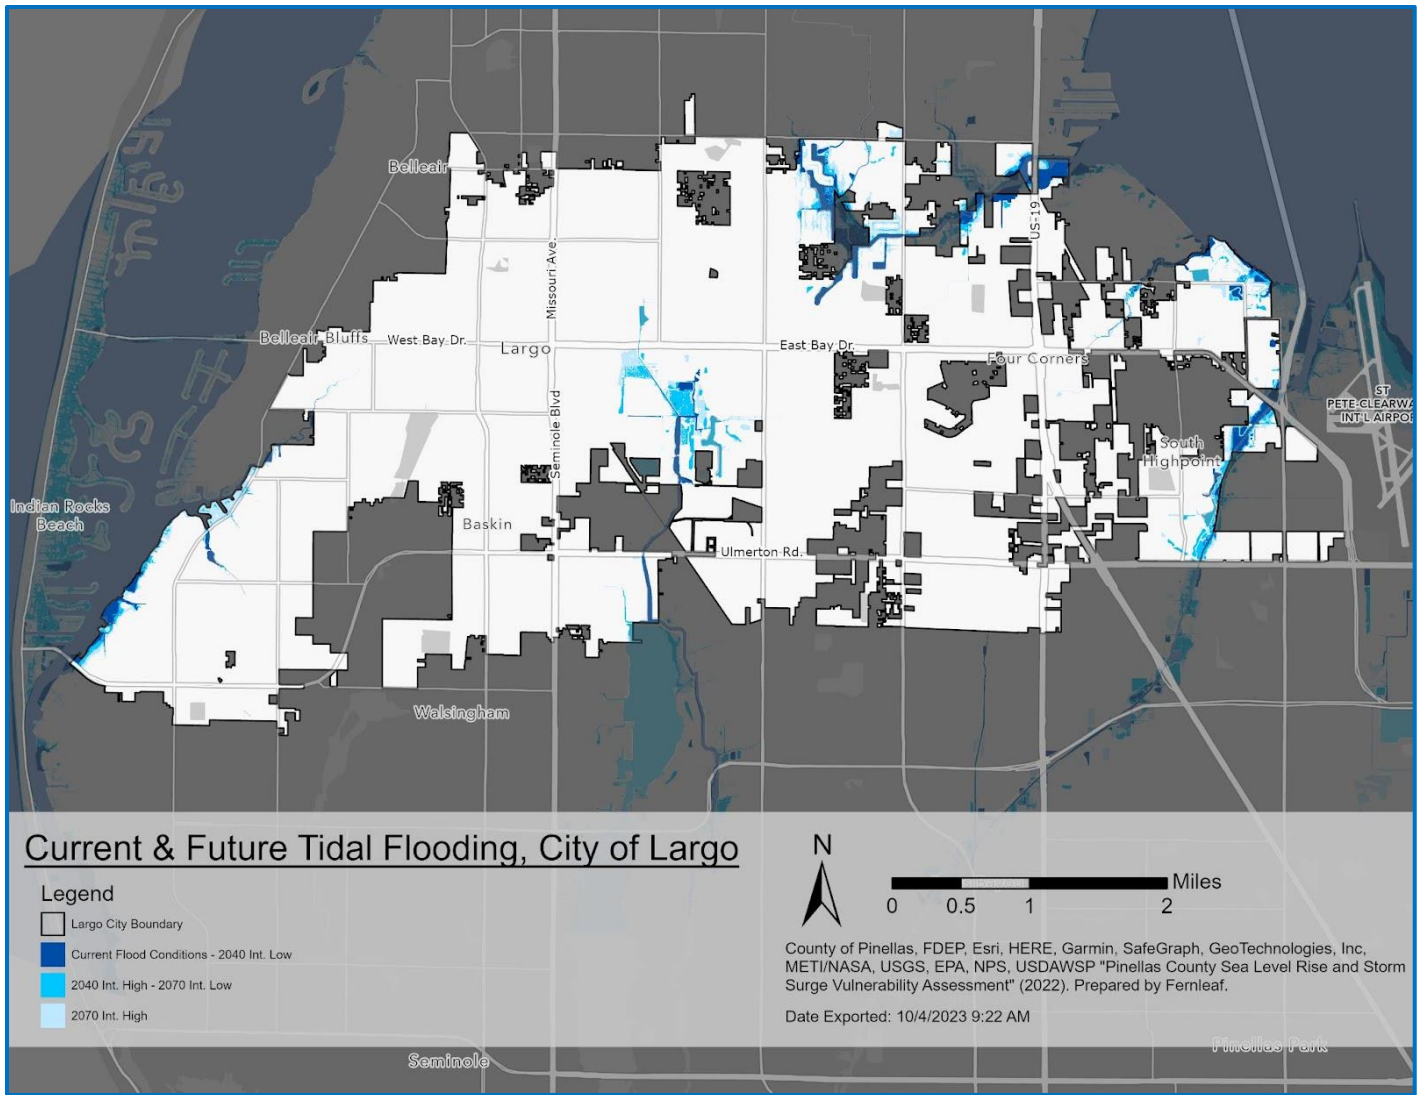 Belleair
US-19
Missouri Ave.
Belleair Bluffs
West Bay Dr.
Largo
East Bay Dr.
Four Corners
ST
PETE-CLEARWA
INT'L AIRPOR
Seminole Blvd
South
Highpoint
Indian Rocks
Beach
Baskin
Ulmerton Rd.
Walsingham
Current & Future Tidal Flooding, City of Largo
Legend
Largo City Boundary
Current Flood Conditions - 2040 Int. Low
2040 Int. High - 2070 Int. Low
2070 Int. High
N
Miles
0 0.5 1 2
County of Pinellas, FDEP, Esri, HERE, Garmin, SafeGraph, GeoTechnologies, Inc,
METI/NASA, USGS, EPA, NPS, USDAWSP "Pinellas County Sea Level Rise and Storm
Surge Vulnerability Assessment" (2022). Prepared by Fernleaf.
Date Exported: 10/4/2023 9:22 AM
Seminole
Pinellas Park